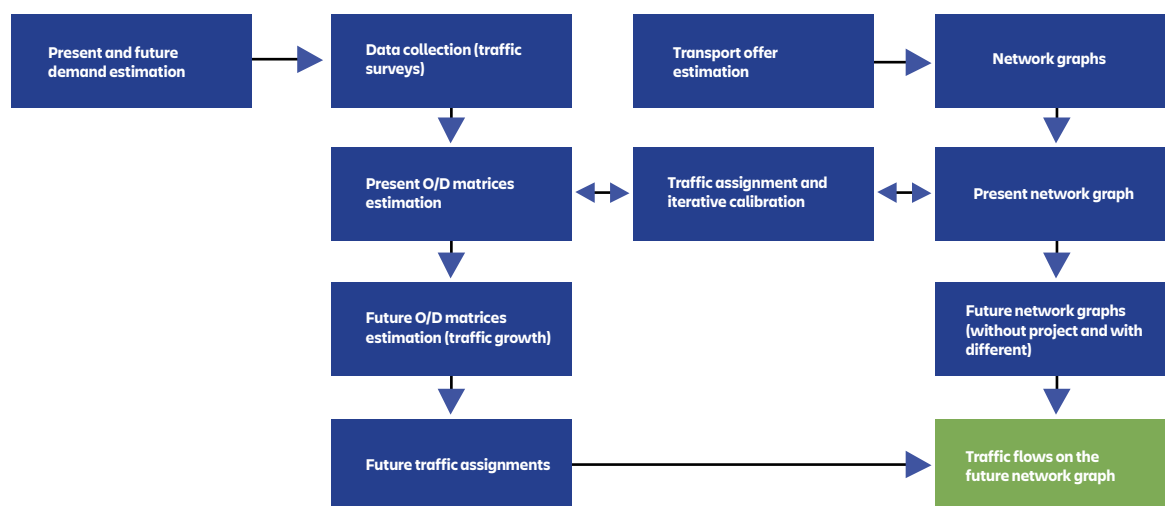 Present and future
demand estimation
Data collection (traffic
surveys)
Transport offer
estimation
Network graphs
Present O/D matrices
estimation
Traffic assignment and
iterative calibration
Present network graph
Future O/D matrices
estimation (traffic growth)
Future network graphs
(without project and with
different)
Future traffic assignments
Traffic flows on the
future network graph